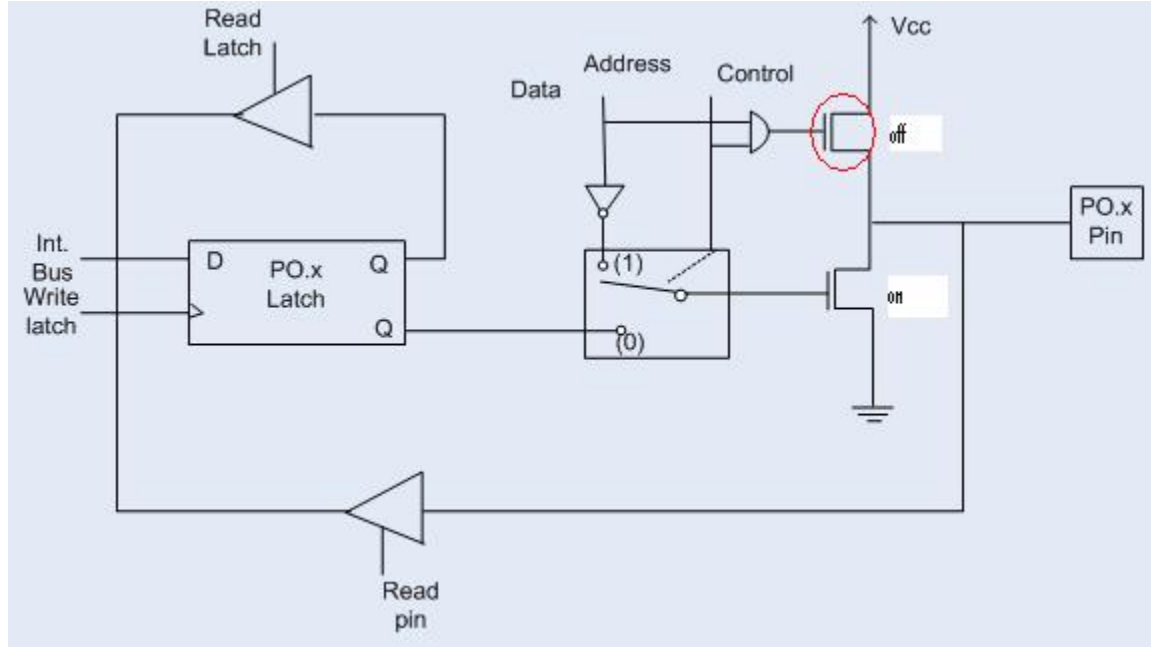 Read
Latch
Vcc
Address
Control
Data
off
PO.x
Pin
Int.
Bus
Write
latch
D
PO.x
Latch
Q
Q
(1)
(0)
on
Read
pin